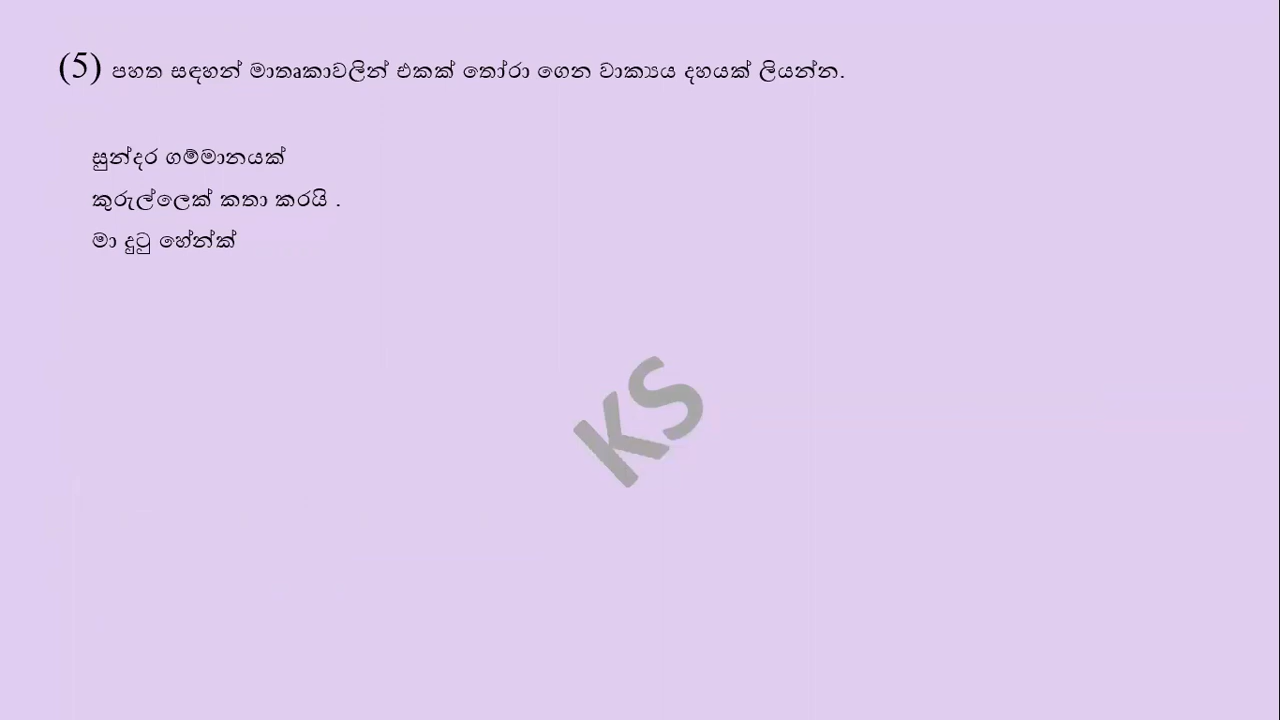 (5) පහත සඳහන් මාතෘකාවලින් එකක් තෝරා ගෙන වාක්‍යය දහයක් ලියන්න.
සුන්දර ගම්මානයක්
කුරුල්ලෙක් කතා කරයි .
මා දුටු හේන්ක්
KS